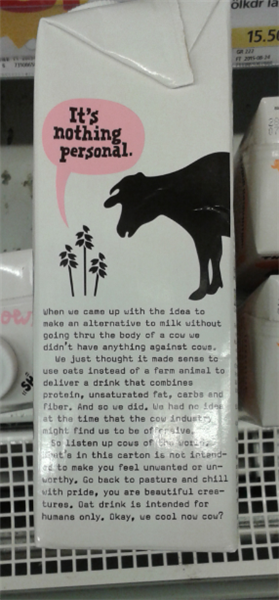 ölkdr la
15.5
It's
nothing
personal.
When we came up with the idea to
make an alternative to milk without
going thru the body of a cow we
didn't have anything against cows.
We just thought it made sense to
use oats instead of a farm animal to
deliver a drink that combines
protein, unsaturated fat, carbs and
fiber. And so we did. We had no idea
at the time that the cow industry
might find us to be offensive.
So listen up cows of the world.
What's in this carton is not intend-
ed to make you feel unwanted or un-
worthy. Go back to pasture and chill
with pride, you are beautiful crea-
tures. Oat drink is intended for
humans only. Okay, we cool now cow?